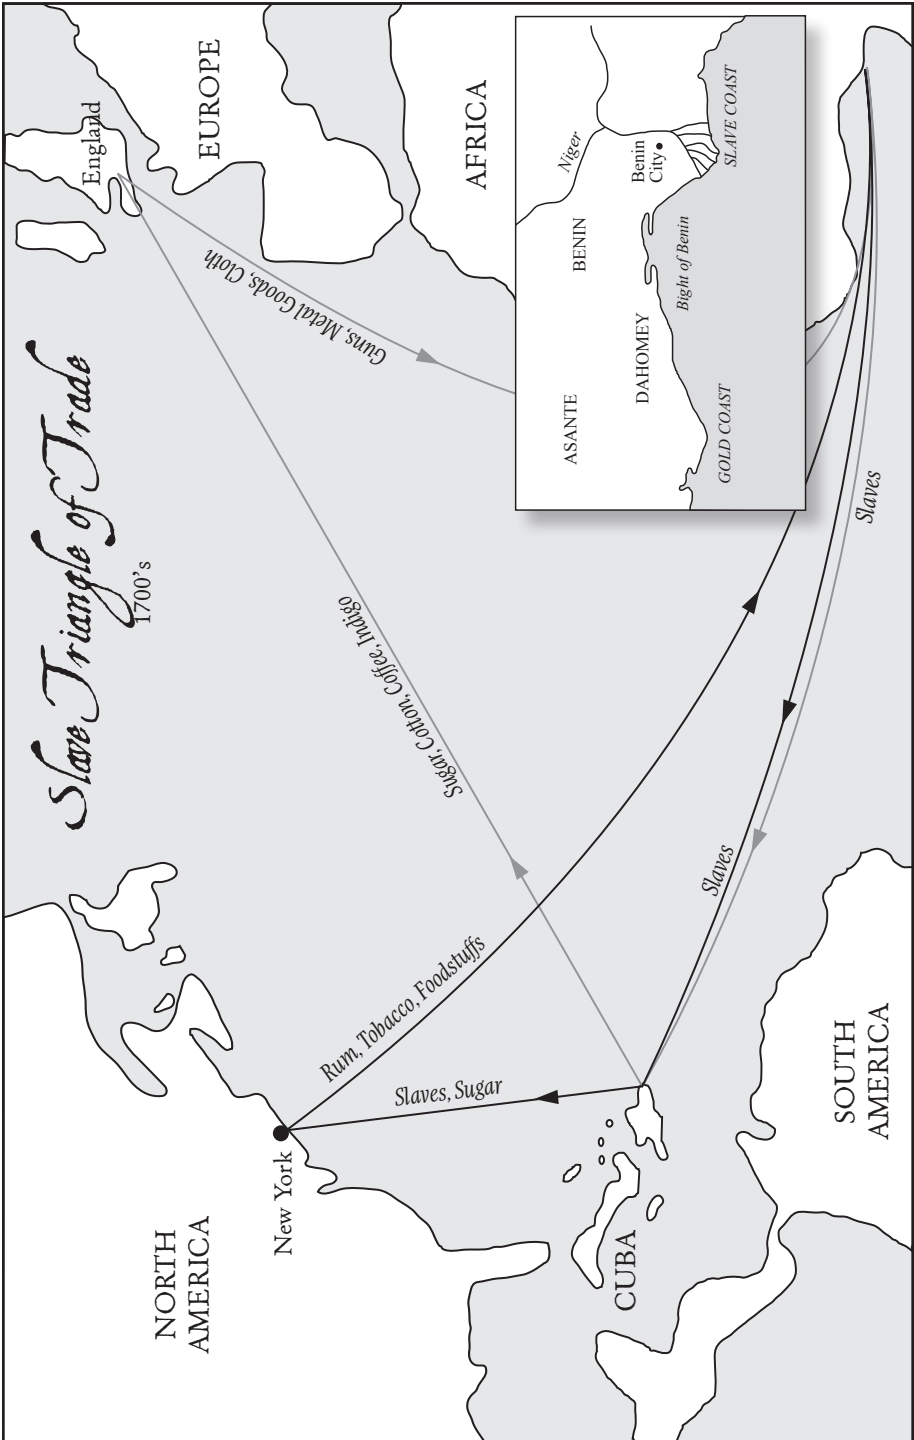 Slave Triangle of Trade
1700's
NORTH
AMERICA
New York
CUBA
SOUTH
AMERICA
England
EUROPE
AFRICA
Guns, Metal Goods, Cloth
Sugar, Cotton, Coffee, Indigo
Rum, Tobacco, Foodstuffs
Slaves, Sugar
Slaves
Slaves
ASANTE
DAHOMEY
BENIN
Niger
Benin
City
GOLD COAST
Bight of Benin
SLAVE COAST